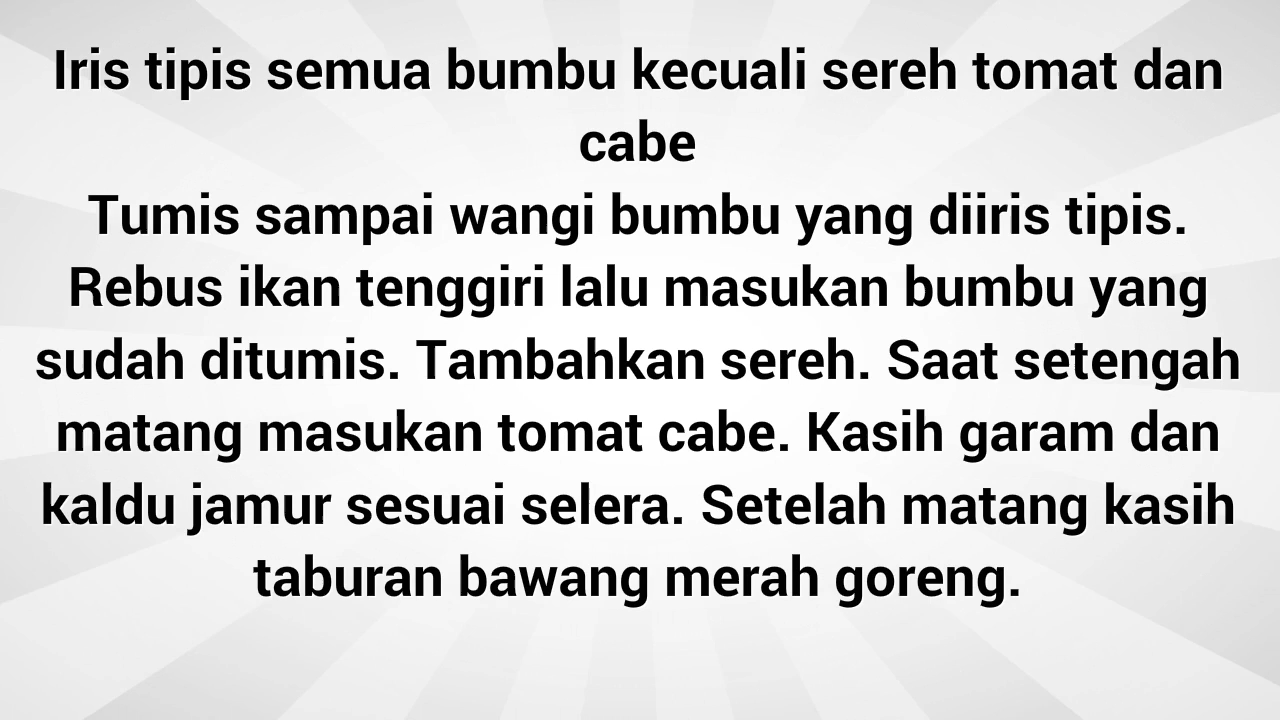 Iris tipis semua bumbu kecuali sereh tomat dan
cabe
Tumis sampai wangi bumbu yang diiris tipis.
Rebus ikan tenggiri lalu masukan bumbu yang
sudah ditumis. Tambahkan sereh. Saat setengah
matang masukan tomat cabe. Kasih garam dan
kaldu jamur sesuai selera. Setelah matang kasih
taburan bawang merah goreng.